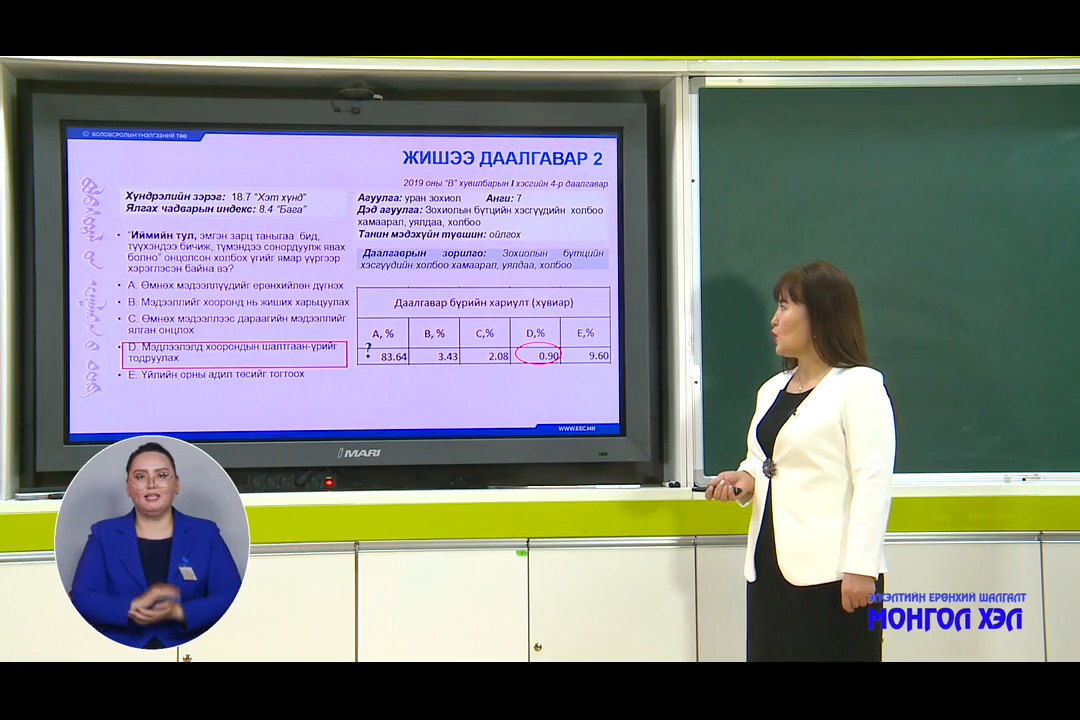 © БОЛОВСРОЛЫН ҮНЭЛГЭЭНИЙ ТӨВ
ЖИШЭЭ ДААЛГАВАР 2
2019 оны "B" хувилбарын I хэсгийн 4-р даалгавар
Хүндрэлийн зэрэг: 18.7 "Хэт хүнд"
Ялгах чадварын индекс: 8.4 "Бага"
• "Иймийн тул, эмгэн зарц таныгаа бид,
түүхэндээ бичиж, түмэндээ сонордуулж явах
болно" онцолсон холбох үгийг ямар үүргээр
хэрэглэсэн байна вэ?
• A. Өмнөх мэдээллүүдийг ерөнхийлөн дүгнэх
• B. Мэдээллийг хооронд нь жиших харьцуулах
• C. Өмнөх мэдээллээс дараагийн мэдээллийг
ялган онцлох
• D. Мэдлээлэлд хоорондын шалтгаан-үрийг
тодруулах
• E. Үйлийн орны адил төсийг тогтоох
Агуулга: уран зохиол Анги: 7
Дэд агуулга: Зохиолын бүтцийн хэсгүүдийн холбоо
хамаарал, уялдаа, холбоо
Танин мэдэхүйн түвшин: ойлгох
Даалгаврын зорилго: Зохиолын бүтцийн
хэсгүүдийн холбоо хамаарал, уялдаа, холбоо
Даалгавар бүрийн хариулт (хувиар)
A, % B, % C,% D,% E,%
? 83.64 3.43 2.08 0.90 9.60
WWW.EEC.MN
IMARI
ЭЛСЭЛТИЙН ЕРӨНХИЙ ШАЛГАЛТ
МОНГОЛ ХЭЛ